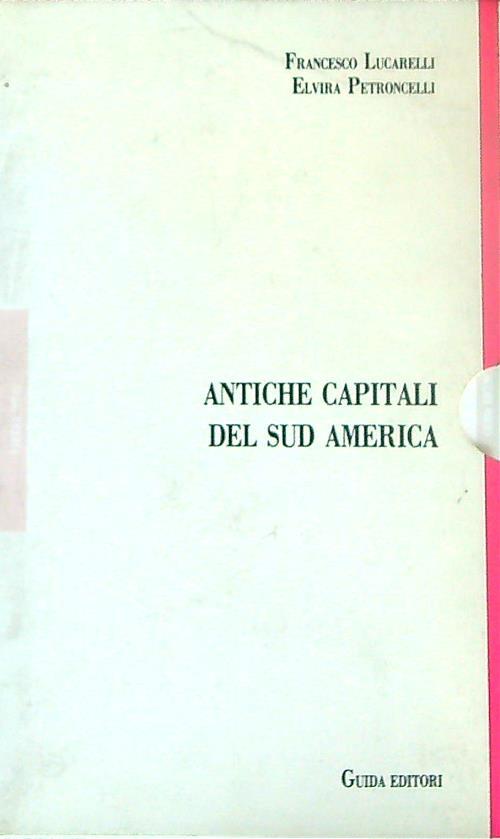 Francesco Lucarelli
Elvira Petroncelli
ANTICHE CAPITALI
DEL SUD AMERICA
Guida editori